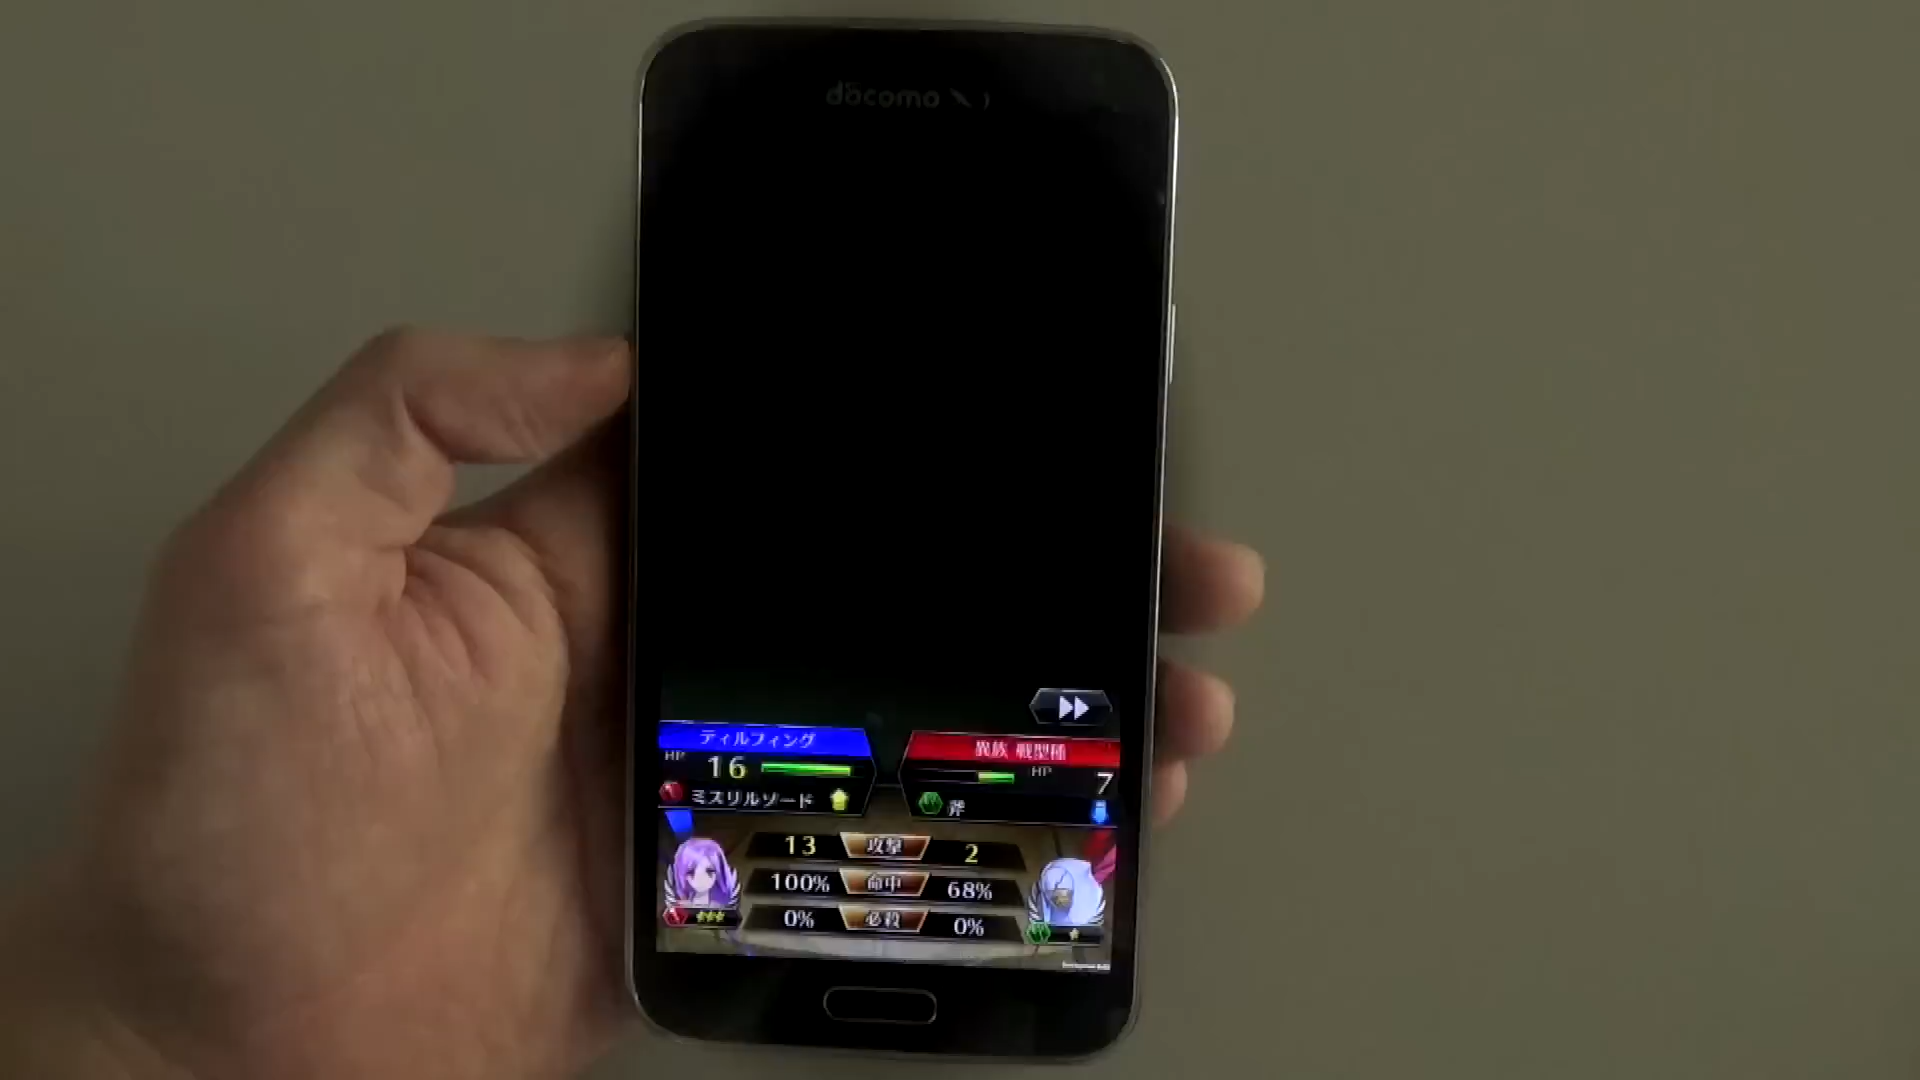 docomo
ティルフィング
異族 戦型種
HP 16
HP 7
ミスリルソード
斧
13 攻撃 2
100% 命中 68%
0% 必殺 0%